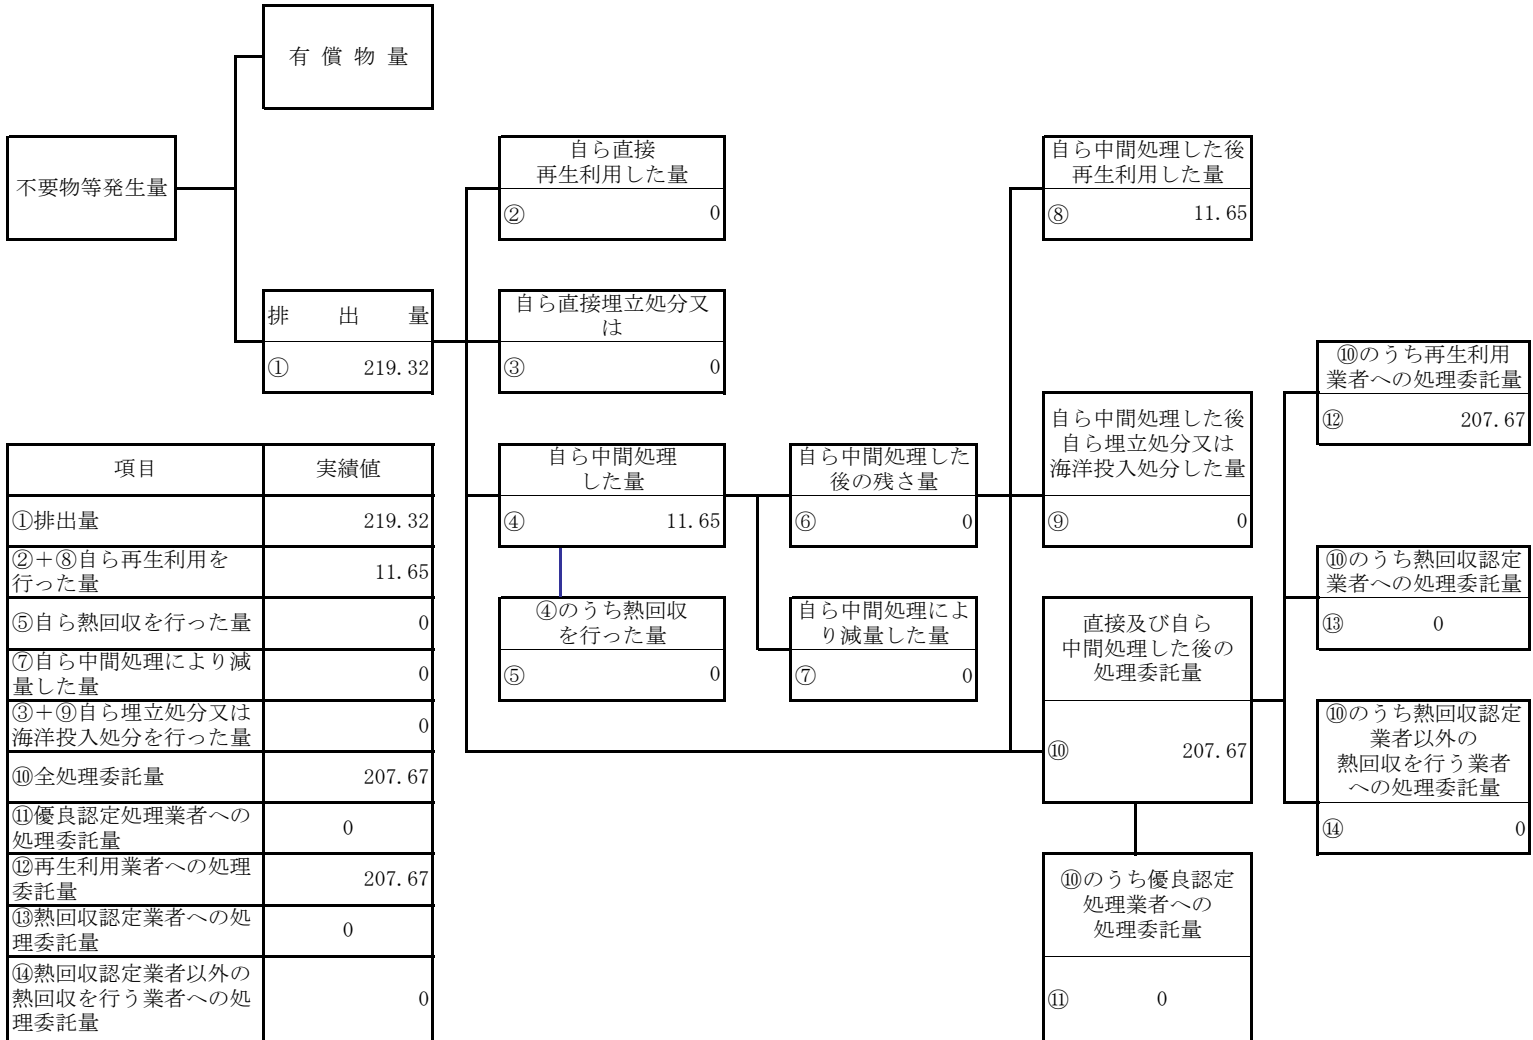 有 償 物 量
不要物等発生量
自ら直接
再生利用した量
② 0
自ら中間処理した後
再生利用した量
⑧ 11.65
排 出 量
① 219.32
自ら直接埋立処分又
は
③ 0
⑩のうち再生利用
業者への処理委託量
⑫ 207.67
自ら中間処理した後
自ら埋立処分又は
海洋投入処分した量
⑨ 0
自ら中間処理
した量
④ 11.65
自ら中間処理した
後の残さ量
⑥ 0
④のうち熱回収
を行った量
⑤ 0
自ら中間処理によ
り減量した量
⑦ 0
直接及び自ら
中間処理した後の
処理委託量
⑩ 207.67
⑩のうち熱回収認定
業者への処理委託量
⑬ 0
⑩のうち熱回収認定
業者以外の
熱回収を行う業者
への処理委託量
⑭ 0
⑩のうち優良認定
処理業者への
処理委託量
⑪ 0
項目 実績値
①排出量 219.32
②＋⑧自ら再生利用を
行った量 11.65
⑤自ら熱回収を行った量 0
⑦自ら中間処理により減
量した量 0
③＋⑨自ら埋立処分又は
海洋投入処分を行った量 0
⑩全処理委託量 207.67
⑪優良認定処理業者への
処理委託量 0
⑫再生利用業者への処理
委託量 207.67
⑬熱回収認定業者への処
理委託量 0
⑭熱回収認定業者以外の
熱回収を行う業者への処
理委託量 0